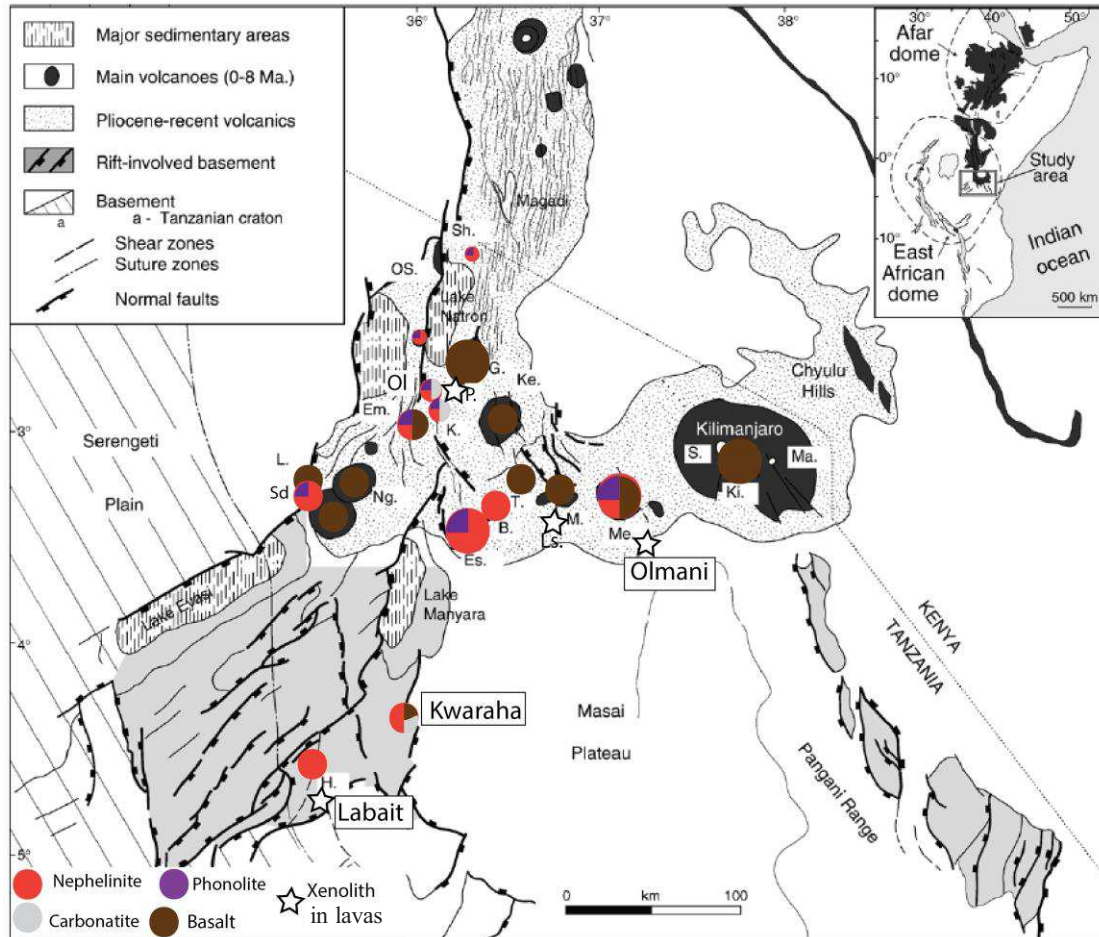 36°
37°
38°
Major sedimentary areas
Main volcanoes (0-8 Ma.)
Pliocene-recent volcanics
Rift-involved basement
Basement
a
a - Tanzanian craton
Shear zones
Suture zones
Normal faults
30°
40°
50°
Afar
dome
10°
0°
Study
area
10°
East
African
dome
Indian
ocean
500 km
Magadi
Sh.
OS.
Lake
Natron
G.
Ol
P.
Ke.
Em.
K.
Chyulu
Hills
3°
Serengeti
Plain
Kilimanjaro
S.
Ma.
Ki.
L.
Sd
Ng.
T.
B.
M.
Ls.
Me.
Es.
Olmani
Lake Eyasi
Lake
Manyara
4°
KENYA
TANZANIA
Kwaraha
Masai
Plateau
Pangani Range
H.
Labait
5°
Nephelinite
Phonolite
Carbonatite
Basalt
Xenolith
in lavas
0
km
100